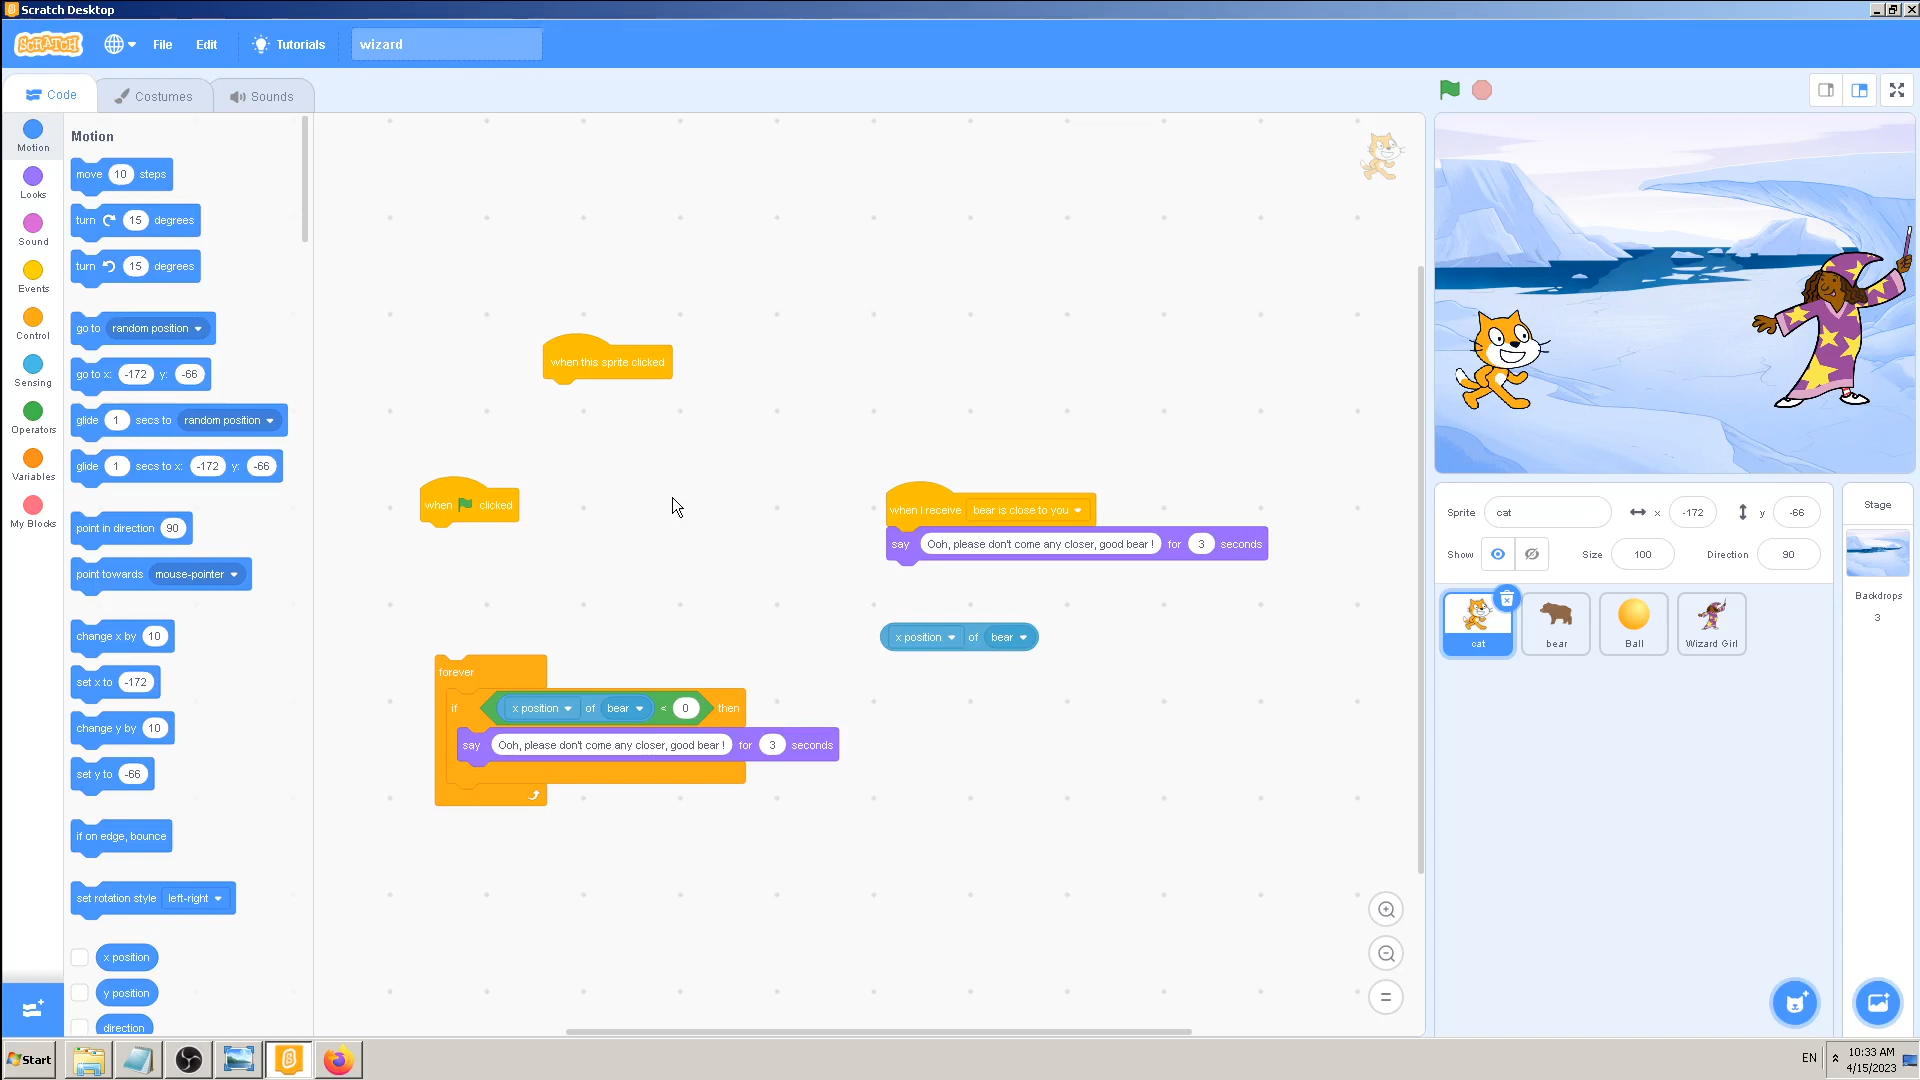 Scratch Desktop
SCRATCH
File
Edit
Tutorials
wizard
Code
Costumes
Sounds
Motion
Looks
Sound
Events
Control
Sensing
Operators
Variables
My Blocks
Motion
move 10 steps
turn 15 degrees
turn 15 degrees
go to random position
go to x: -172 y: -66
glide 1 secs to random position
glide 1 secs to x: -172 y: -66
point in direction 90
point towards mouse-pointer
change x by 10
set x to -172
change y by 10
set y to -66
if on edge, bounce
set rotation style left-right
x position
y position
direction
when this sprite clicked
when clicked
forever
if x position of bear < 0 then
say Ooh, please don't come any closer, good bear ! for 3 seconds
when I receive bear is close to you
say Ooh, please don't come any closer, good bear ! for 3 seconds
x position of bear
Sprite cat x -172 y -66
Show Size 100 Direction 90
cat
bear
Ball
Wizard Girl
Stage
Backdrops
3
Start
EN
10:33 AM
4/15/2023